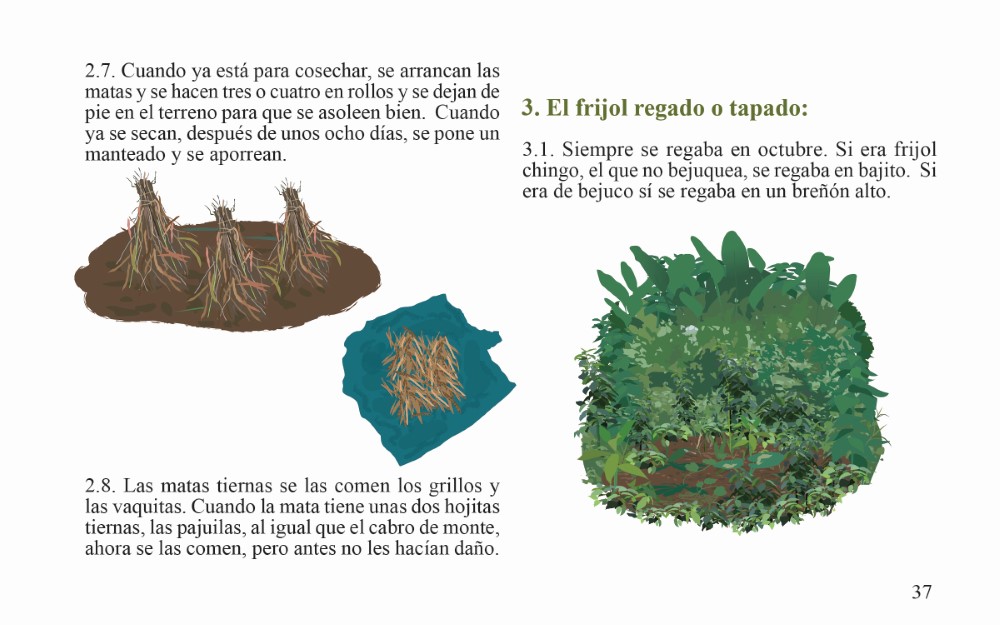 2.7. Cuando ya está para cosechar, se arrancan las
matas y se hacen tres o cuatro en rollos y se dejan de
pie en el terreno para que se asoleen bien. Cuando
ya se secan, después de unos ocho días, se pone un
manteado y se aporrean.
2.8. Las matas tiernas se las comen los grillos y
las vaquitas. Cuando la mata tiene unas dos hojitas
tiernas, las pajuilas, al igual que el cabro de monte,
ahora se las comen, pero antes no les hacían daño.
3. El frijol regado o tapado:
3.1. Siempre se regaba en octubre. Si era frijol
chingo, el que no bejuquea, se regaba en bajito. Si
era de bejuco sí se regaba en un breñón alto.
37